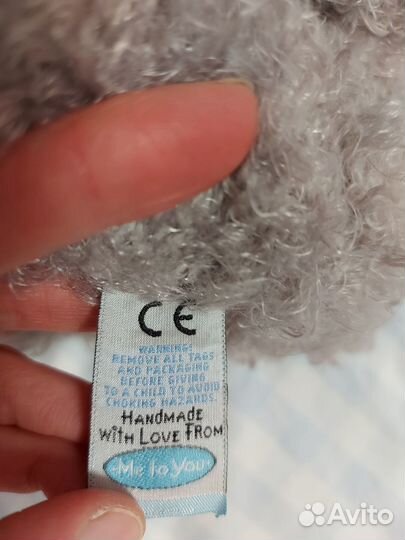 CE
WARNING!
REMOVE ALL TAGS
AND PACKAGING
BEFORE GIVING
TO A CHILD TO AVOID
CHOKING HAZARDS.
HANDMADE
WITH LOVE FROM
Me to You
Avito